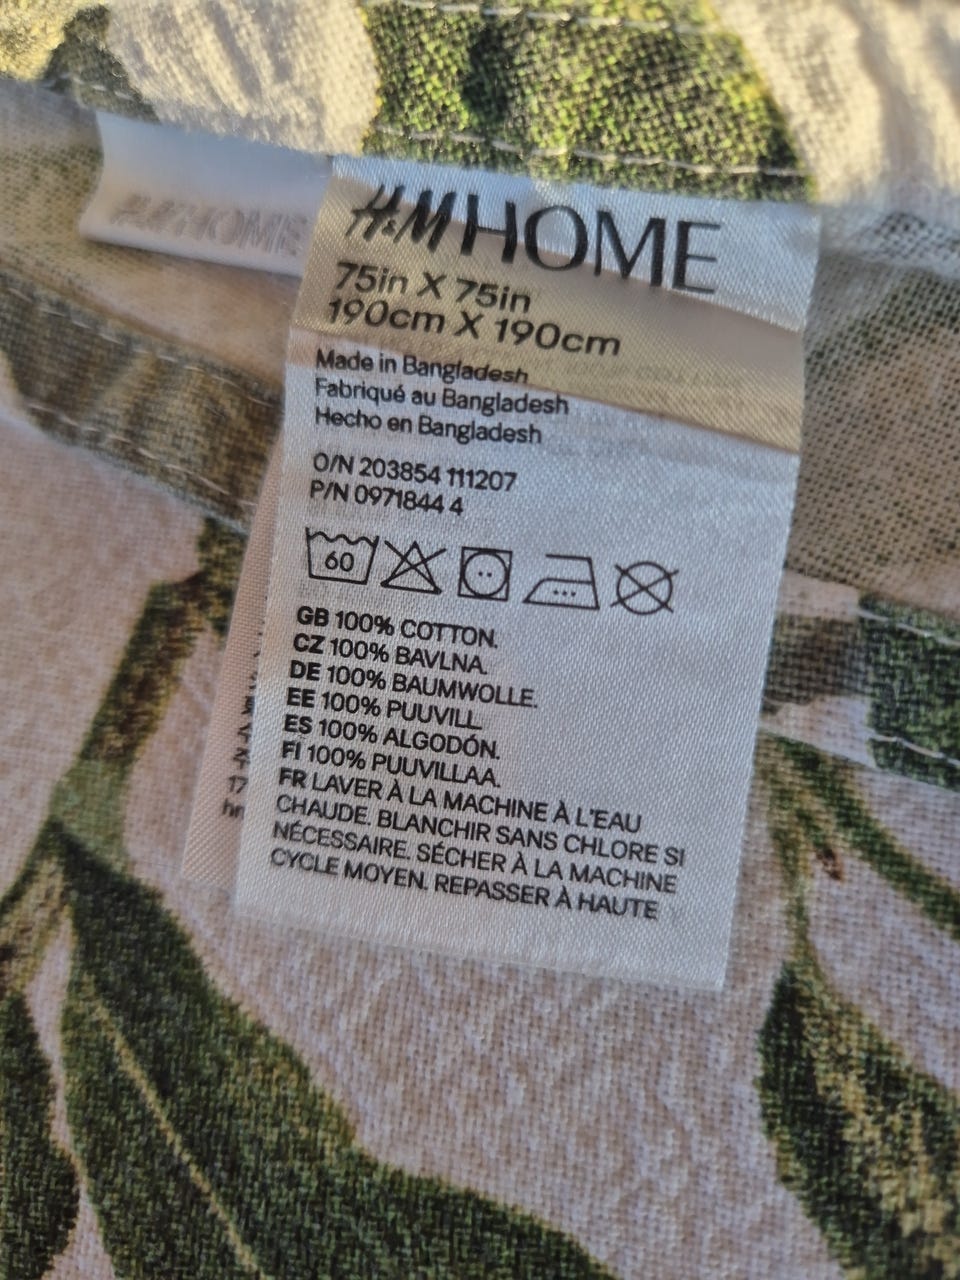 H&M HOME
75in X 75in
190cm X 190cm
Made in Bangladesh
Fabriqué au Bangladesh
Hecho en Bangladesh
O/N 203854 111207
P/N 0971844 4
60
GB 100% COTTON.
CZ 100% BAVLNA.
DE 100% BAUMWOLLE.
EE 100% PUUVILL.
ES 100% ALGODÓN.
FI 100% PUUVILLAA.
FR LAVER À LA MACHINE À L'EAU
CHAUDE. BLANCHIR SANS CHLORE SI
NÉCESSAIRE. SÉCHER À LA MACHINE
CYCLE MOYEN. REPASSER À HAUTE
H&M HOME
17
hn